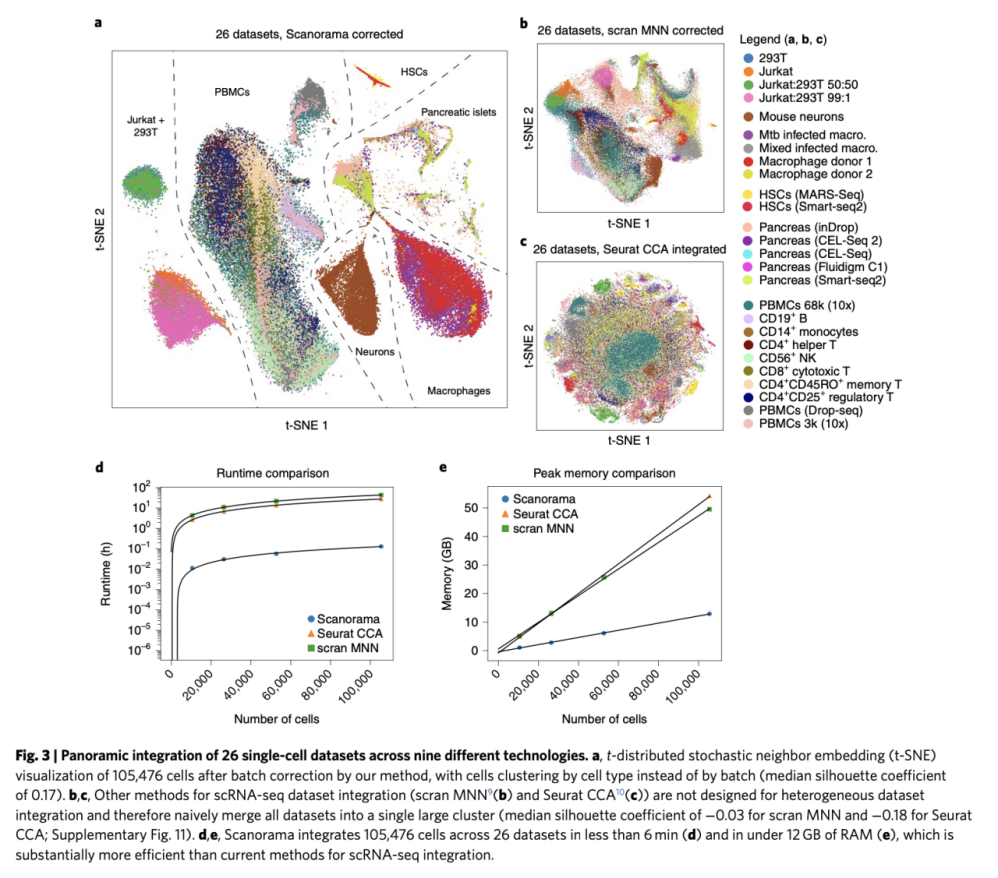 a
26 datasets, Scanorama corrected
HSCs
PBMCs
Pancreatic islets
Jurkat +
293T
Neurons
Macrophages
t-SNE 2
t-SNE 1
b
26 datasets, scran MNN corrected
t-SNE 2
t-SNE 1
c
26 datasets, Seurat CCA integrated
t-SNE 2
t-SNE 1
Legend (a, b, c)
293T
Jurkat
Jurkat:293T 50:50
Jurkat:293T 99:1
Mouse neurons
Mtb infected macro.
Mixed infected macro.
Macrophage donor 1
Macrophage donor 2
HSCs (MARS-Seq)
HSCs (Smart-seq2)
Pancreas (inDrop)
Pancreas (CEL-Seq 2)
Pancreas (CEL-Seq)
Pancreas (Fluidigm C1)
Pancreas (Smart-seq2)
PBMCs 68k (10x)
CD19⁺ B
CD14⁺ monocytes
CD4⁺ helper T
CD56⁺ NK
CD8⁺ cytotoxic T
CD4⁺CD45RO⁺ memory T
CD4⁺CD25⁺ regulatory T
PBMCs (Drop-seq)
PBMCs 3k (10x)
d
Runtime comparison
Runtime (h)
10²
10¹
10⁰
10⁻¹
10⁻²
10⁻³
10⁻⁴
10⁻⁵
10⁻⁶
Scanorama
Seurat CCA
scran MNN
0
20,000
40,000
60,000
80,000
100,000
Number of cells
e
Peak memory comparison
Memory (GB)
50
40
30
20
10
0
Scanorama
Seurat CCA
scran MNN
0
20,000
40,000
60,000
80,000
100,000
Number of cells
Fig. 3 | Panoramic integration of 26 single-cell datasets across nine different technologies. a, t-distributed stochastic neighbor embedding (t-SNE)
visualization of 105,476 cells after batch correction by our method, with cells clustering by cell type instead of by batch (median silhouette coefficient
of 0.17). b,c, Other methods for scRNA-seq dataset integration (scran MNN⁹(b) and Seurat CCA¹⁰(c)) are not designed for heterogeneous dataset
integration and therefore naively merge all datasets into a single large cluster (median silhouette coefficient of −0.03 for scran MNN and −0.18 for Seurat
CCA; Supplementary Fig. 11). d,e, Scanorama integrates 105,476 cells across 26 datasets in less than 6 min (d) and in under 12 GB of RAM (e), which is
substantially more efficient than current methods for scRNA-seq integration.